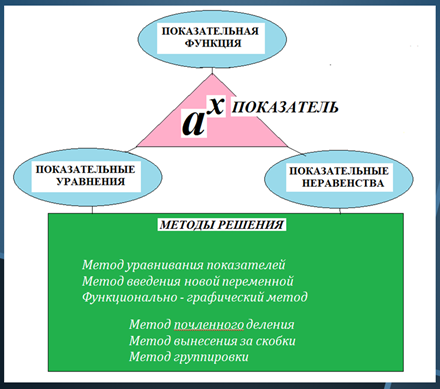 ПОКАЗАТЕЛЬНАЯ
ФУНКЦИЯ
aˣ ПОКАЗАТЕЛЬ
ПОКАЗАТЕЛЬНЫЕ
УРАВНЕНИЯ
ПОКАЗАТЕЛЬНЫЕ
НЕРАВЕНСТВА
МЕТОДЫ РЕШЕНИЯ
Метод уравнивания показателей
Метод введения новой переменной
Функционально - графический метод
Метод почленного деления
Метод вынесения за скобки
Метод группировки